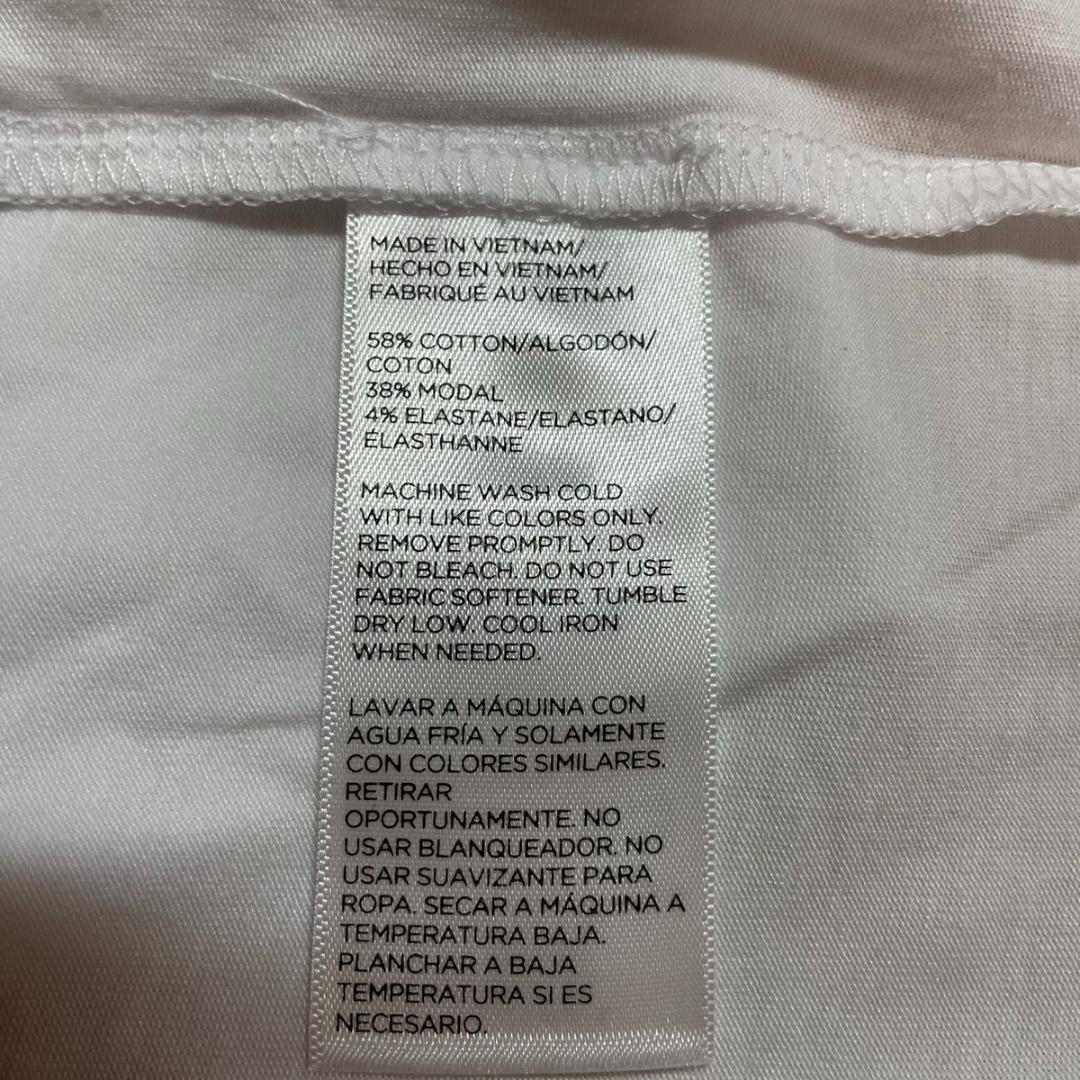 MADE IN VIETNAM/
HECHO EN VIETNAM/
FABRIQUÉ AU VIETNAM
58% COTTON/ALGODÓN/
COTON
38% MODAL
4% ELASTANE/ELASTANO/
ÉLASTHANNE
MACHINE WASH COLD
WITH LIKE COLORS ONLY.
REMOVE PROMPTLY. DO
NOT BLEACH. DO NOT USE
FABRIC SOFTENER. TUMBLE
DRY LOW. COOL IRON
WHEN NEEDED.
LAVAR A MÁQUINA CON
AGUA FRÍA Y SOLAMENTE
CON COLORES SIMILARES.
RETIRAR
OPORTUNAMENTE. NO
USAR BLANQUEADOR. NO
USAR SUAVIZANTE PARA
ROPA. SECAR A MÁQUINA A
TEMPERATURA BAJA.
PLANCHAR A BAJA
TEMPERATURA SI ES
NECESARIO.